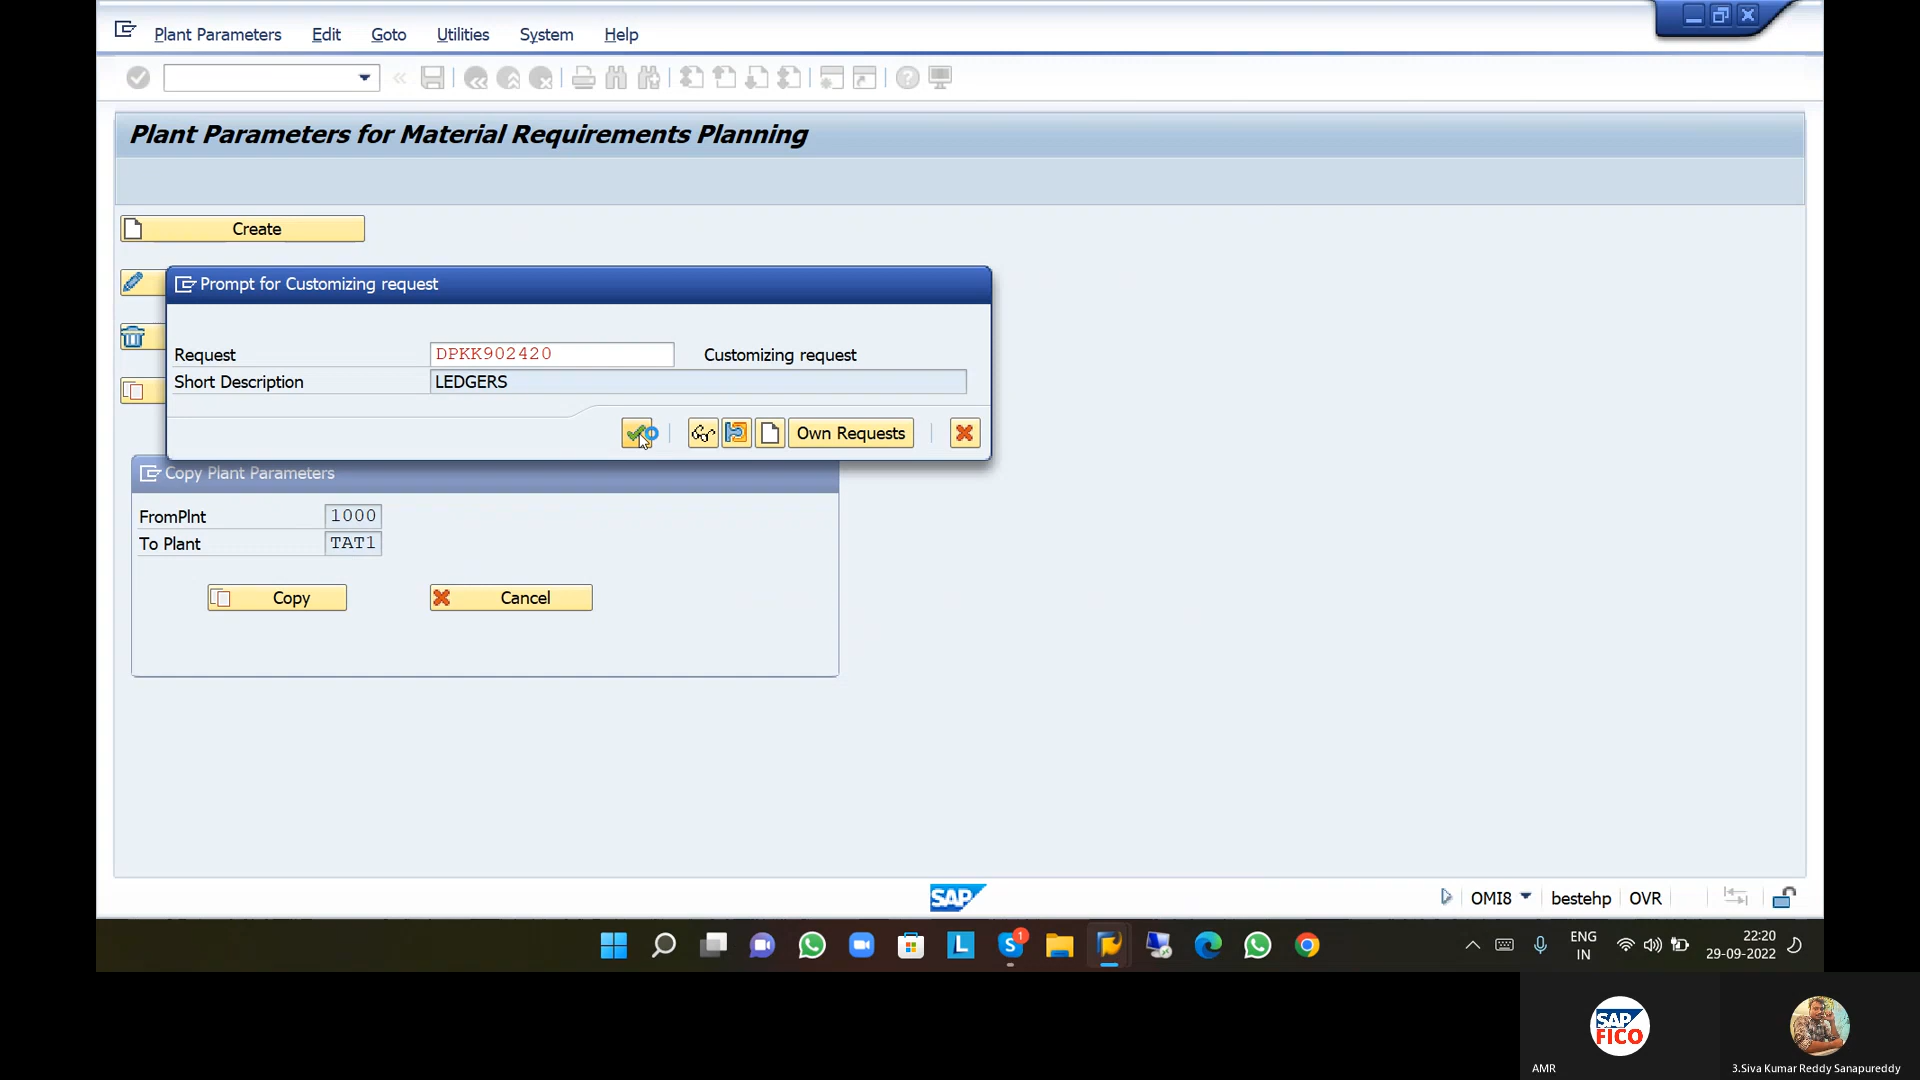 Plant Parameters Edit Goto Utilities System Help
Plant Parameters for Material Requirements Planning
Create
Prompt for Customizing request
Request DPKK902420 Customizing request
Short Description LEDGERS
Own Requests
Copy Plant Parameters
FromPlnt 1000
To Plant TAT1
Copy Cancel
SAP OMI8 bestehp OVR
L S 1 ENG 22:20
IN 29-09-2022
SAP
FICO
AMR 3.Siva Kumar Reddy Sanapureddy